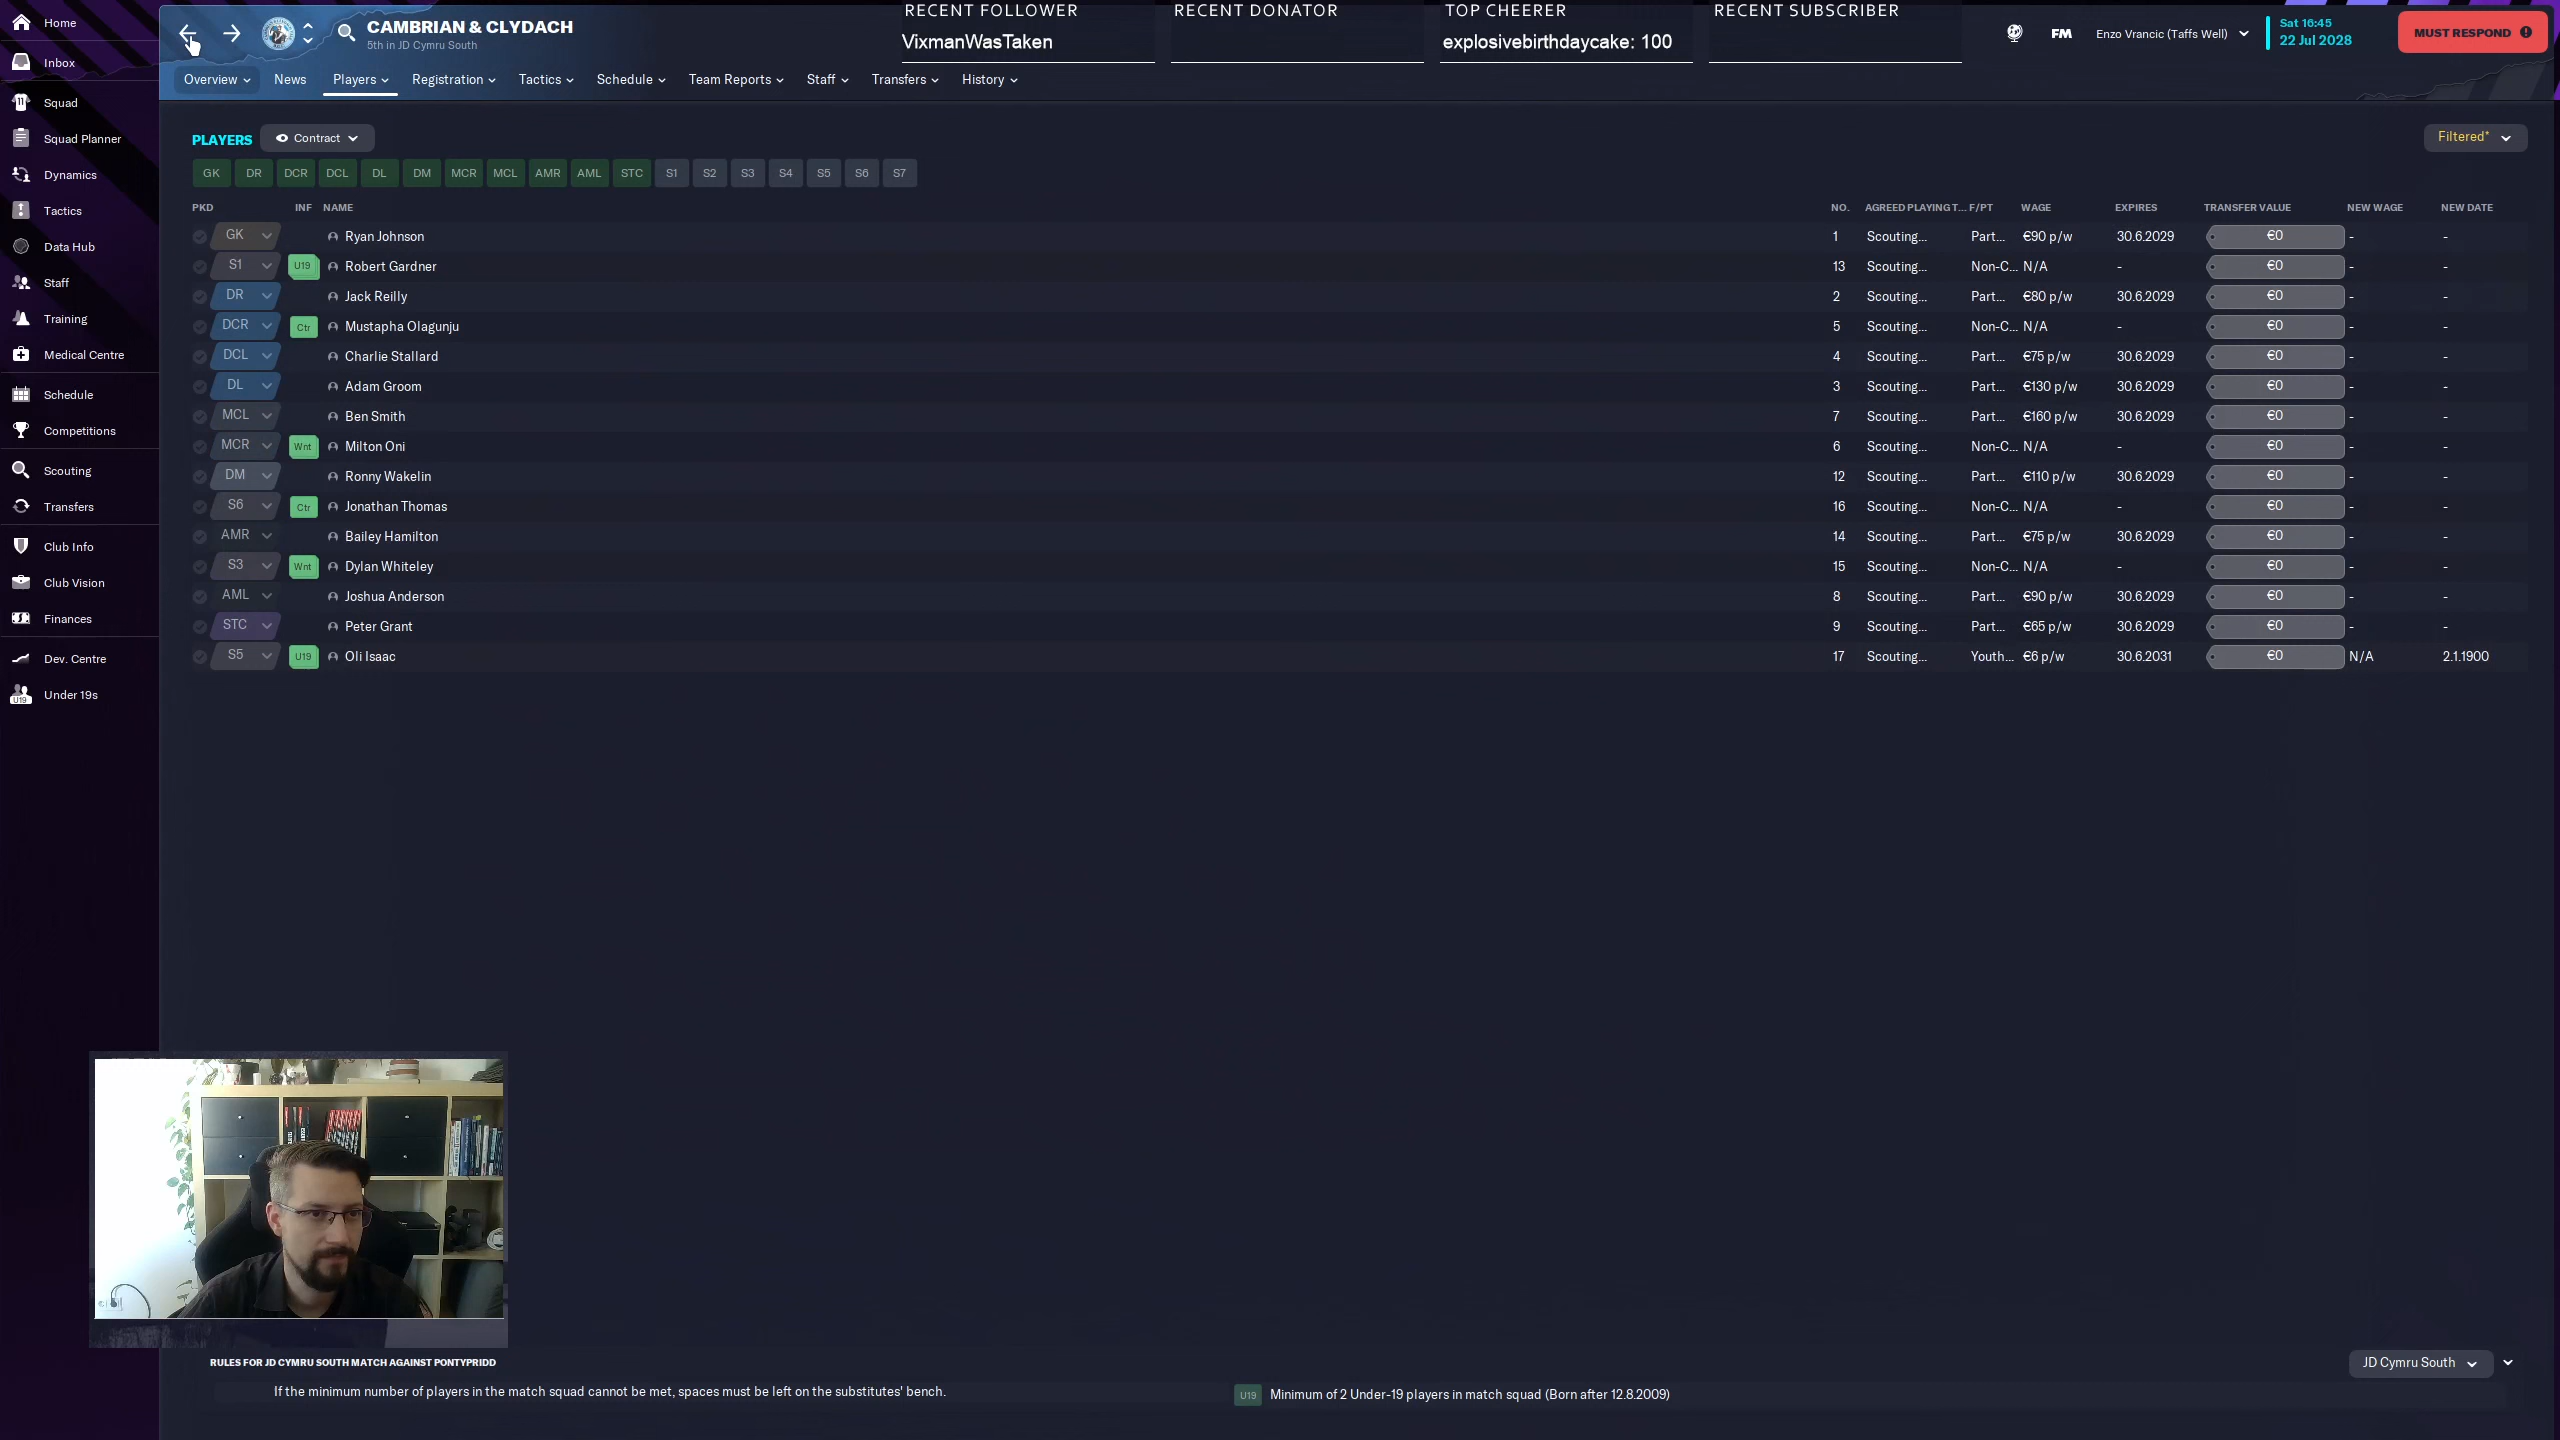 Home
Inbox
Squad
Squad Planner
Dynamics
Tactics
Data Hub
Staff
Training
Medical Centre
Schedule
Competitions
Scouting
Transfers
Club Info
Club Vision
Finances
Dev. Centre
U19 Under 19s
CAMBRIAN & CLYDACH
5th in JD Cymru South
RECENT FOLLOWER RECENT DONATOR TOP CHEERER RECENT SUBSCRIBER
VixmanWasTaken explosivebirthdaycake: 100
FM Enzo Vrancic (Taffs Well) Sat 16:45
22 Jul 2028
MUST RESPOND
Overview News Players Registration Tactics Schedule Team Reports Staff Transfers History
PLAYERS Contract Filtered*
GK DR DCR DCL DL DM MCR MCL AMR AML STC S1 S2 S3 S4 S5 S6 S7
PKD INF NAME NO. AGREED PLAYING T... F/PT WAGE EXPIRES TRANSFER VALUE NEW WAGE NEW DATE
GK Ryan Johnson 1 Scouting... Part... €90 p/w 30.6.2029 €0 - -
S1 U19 Robert Gardner 13 Scouting... Non-C... N/A - €0 - -
DR Jack Reilly 2 Scouting... Part... €80 p/w 30.6.2029 €0 - -
DCR Ctr Mustapha Olagunju 5 Scouting... Non-C... N/A - €0 - -
DCL Charlie Stallard 4 Scouting... Part... €75 p/w 30.6.2029 €0 - -
DL Adam Groom 3 Scouting... Part... €130 p/w 30.6.2029 €0 - -
MCL Ben Smith 7 Scouting... Part... €160 p/w 30.6.2029 €0 - -
MCR Wnt Milton Oni 6 Scouting... Non-C... N/A - €0 - -
DM Ronny Wakelin 12 Scouting... Part... €110 p/w 30.6.2029 €0 - -
S6 Ctr Jonathan Thomas 16 Scouting... Non-C... N/A - €0 - -
AMR Bailey Hamilton 14 Scouting... Part... €75 p/w 30.6.2029 €0 - -
S3 Wnt Dylan Whiteley 15 Scouting... Non-C... N/A - €0 - -
AML Joshua Anderson 8 Scouting... Part... €90 p/w 30.6.2029 €0 - -
STC Peter Grant 9 Scouting... Part... €65 p/w 30.6.2029 €0 - -
S5 U19 Oli Isaac 17 Scouting... Youth... €6 p/w 30.6.2031 €0 N/A 2.1.1900
RULES FOR JD CYMRU SOUTH MATCH AGAINST PONTYPRIDD JD Cymru South
If the minimum number of players in the match squad cannot be met, spaces must be left on the substitutes' bench.
U19 Minimum of 2 Under-19 players in match squad (Born after 12.8.2009)